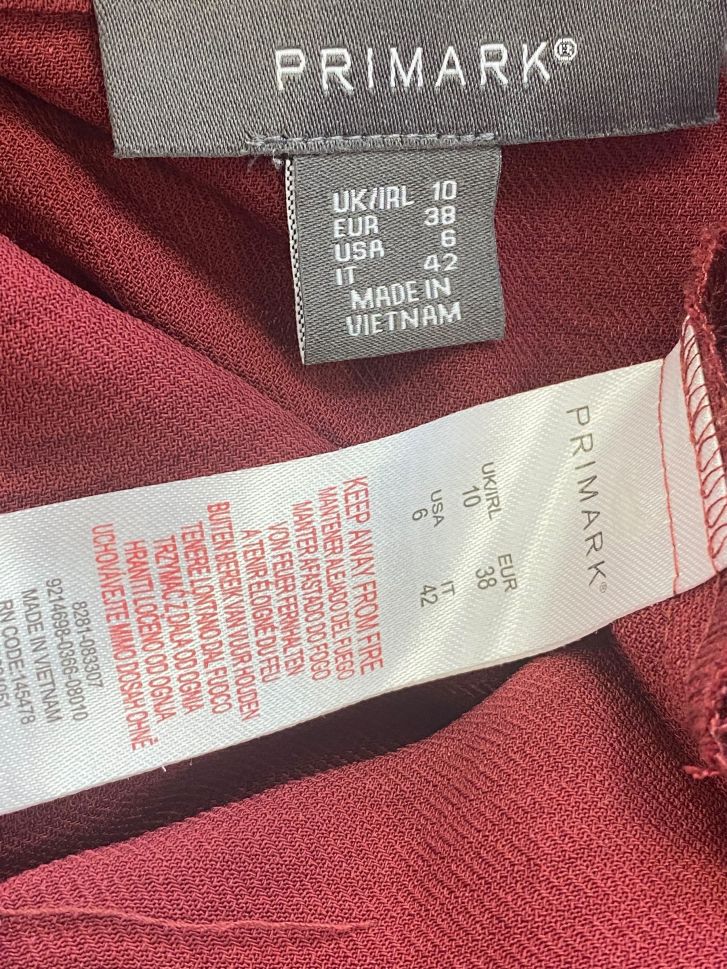 PRIMARK®
UK/IRL 10
EUR 38
USA 6
IT 42
MADE IN
VIETNAM
PRIMARK®
UK/IRL EUR
10 38
USA IT
6 42
KEEP AWAY FROM FIRE
MANTENER ALEJADO DEL FUEGO
MANTER AFASTADO DO FOGO
VON FEUER FERNHALTEN
A TENIR ELOIGNE DU FEU
BUITEN BEREIK VAN VUUR HOUDEN
TENERE LONTANO DAL FUOCO
TRZYMAĆ Z DALA OD OGNIA
HRANITI LOČENO OD OGNJA
UCHOVÁVEJTE MIMO DOSAH OHNĚ
8281-083307
92/4698-0966-08010
MADE IN VIETNAM
RN CODE:145478